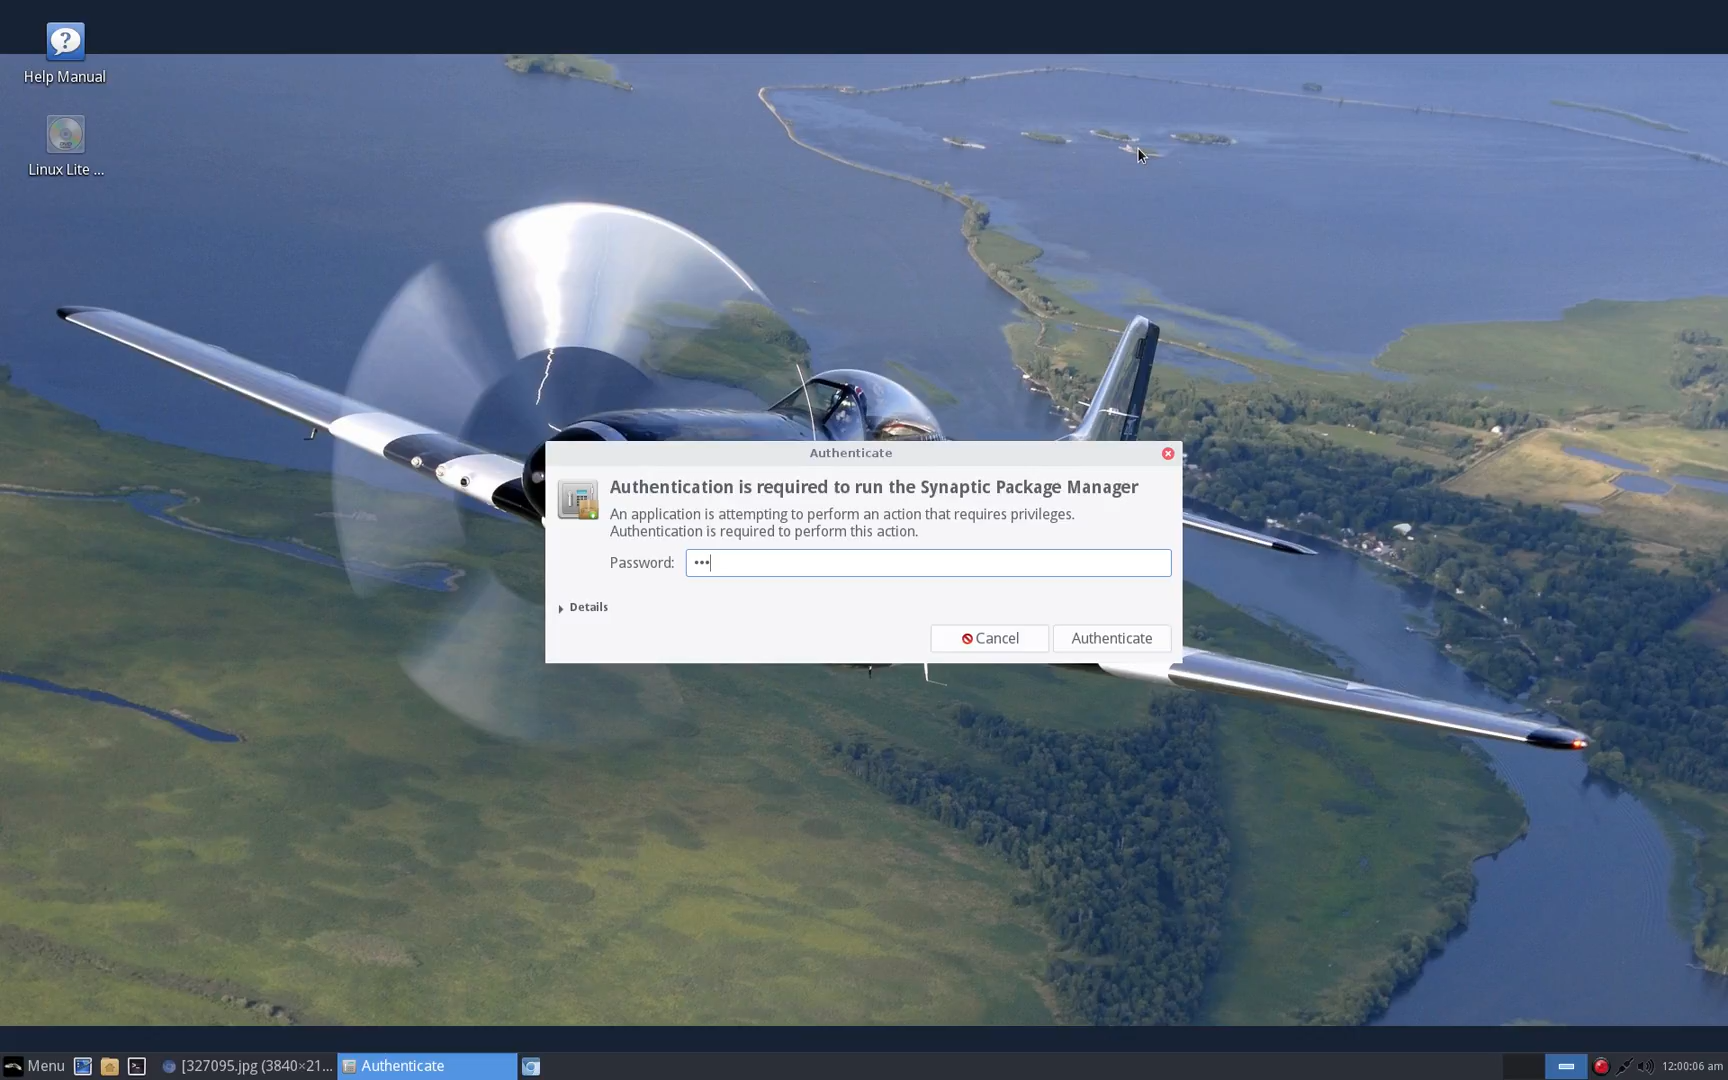 Help Manual
Linux Lite ...
Authenticate
Authentication is required to run the Synaptic Package Manager
An application is attempting to perform an action that requires privileges.
Authentication is required to perform this action.
Password: •••
Details
Cancel
Authenticate
Menu
[327095.jpg (3840×21...
Authenticate
12:00:06 am